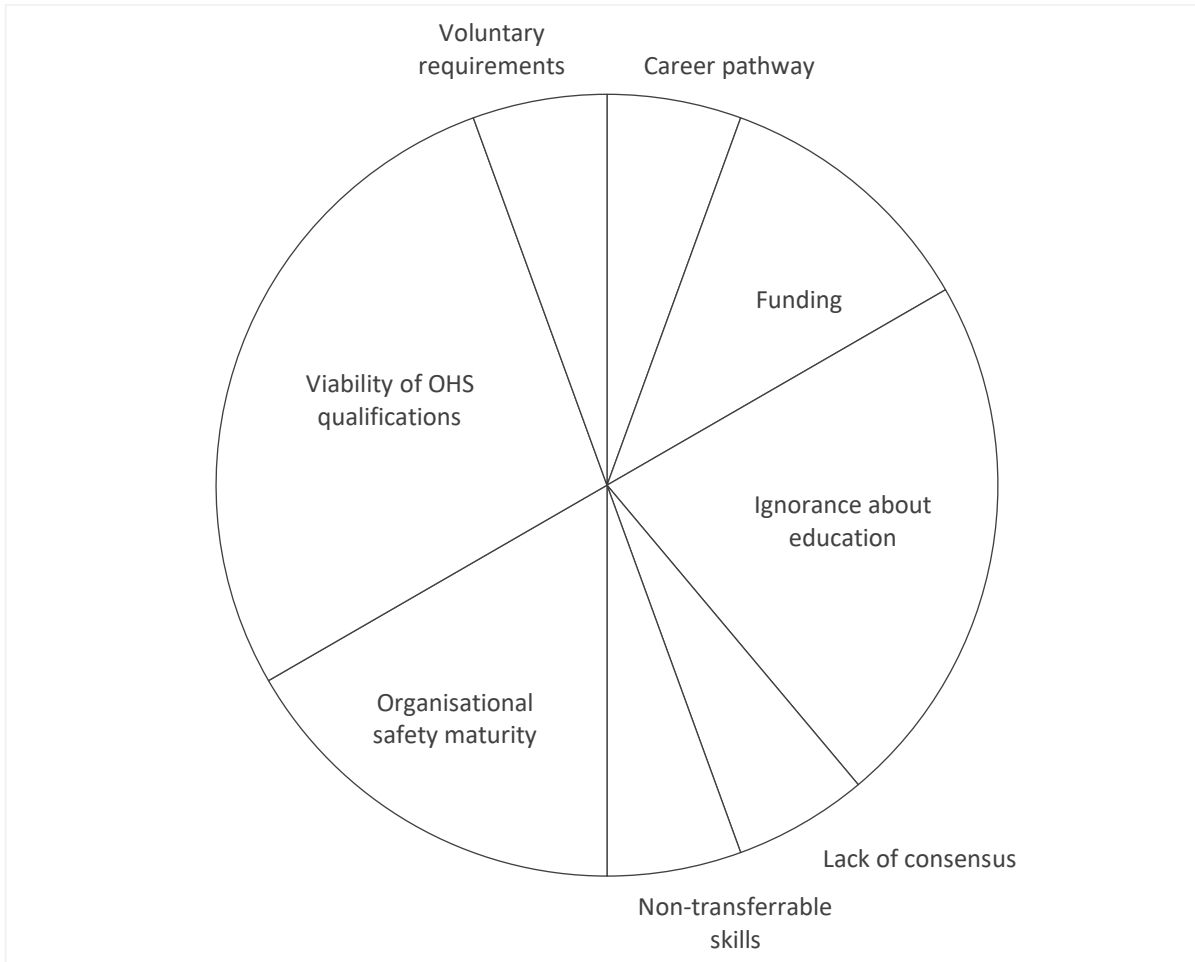 Voluntary
requirements
Career pathway
Funding
Viability of OHS
qualifications
Ignorance about
education
Organisational
safety maturity
Lack of consensus
Non-transferrable
skills